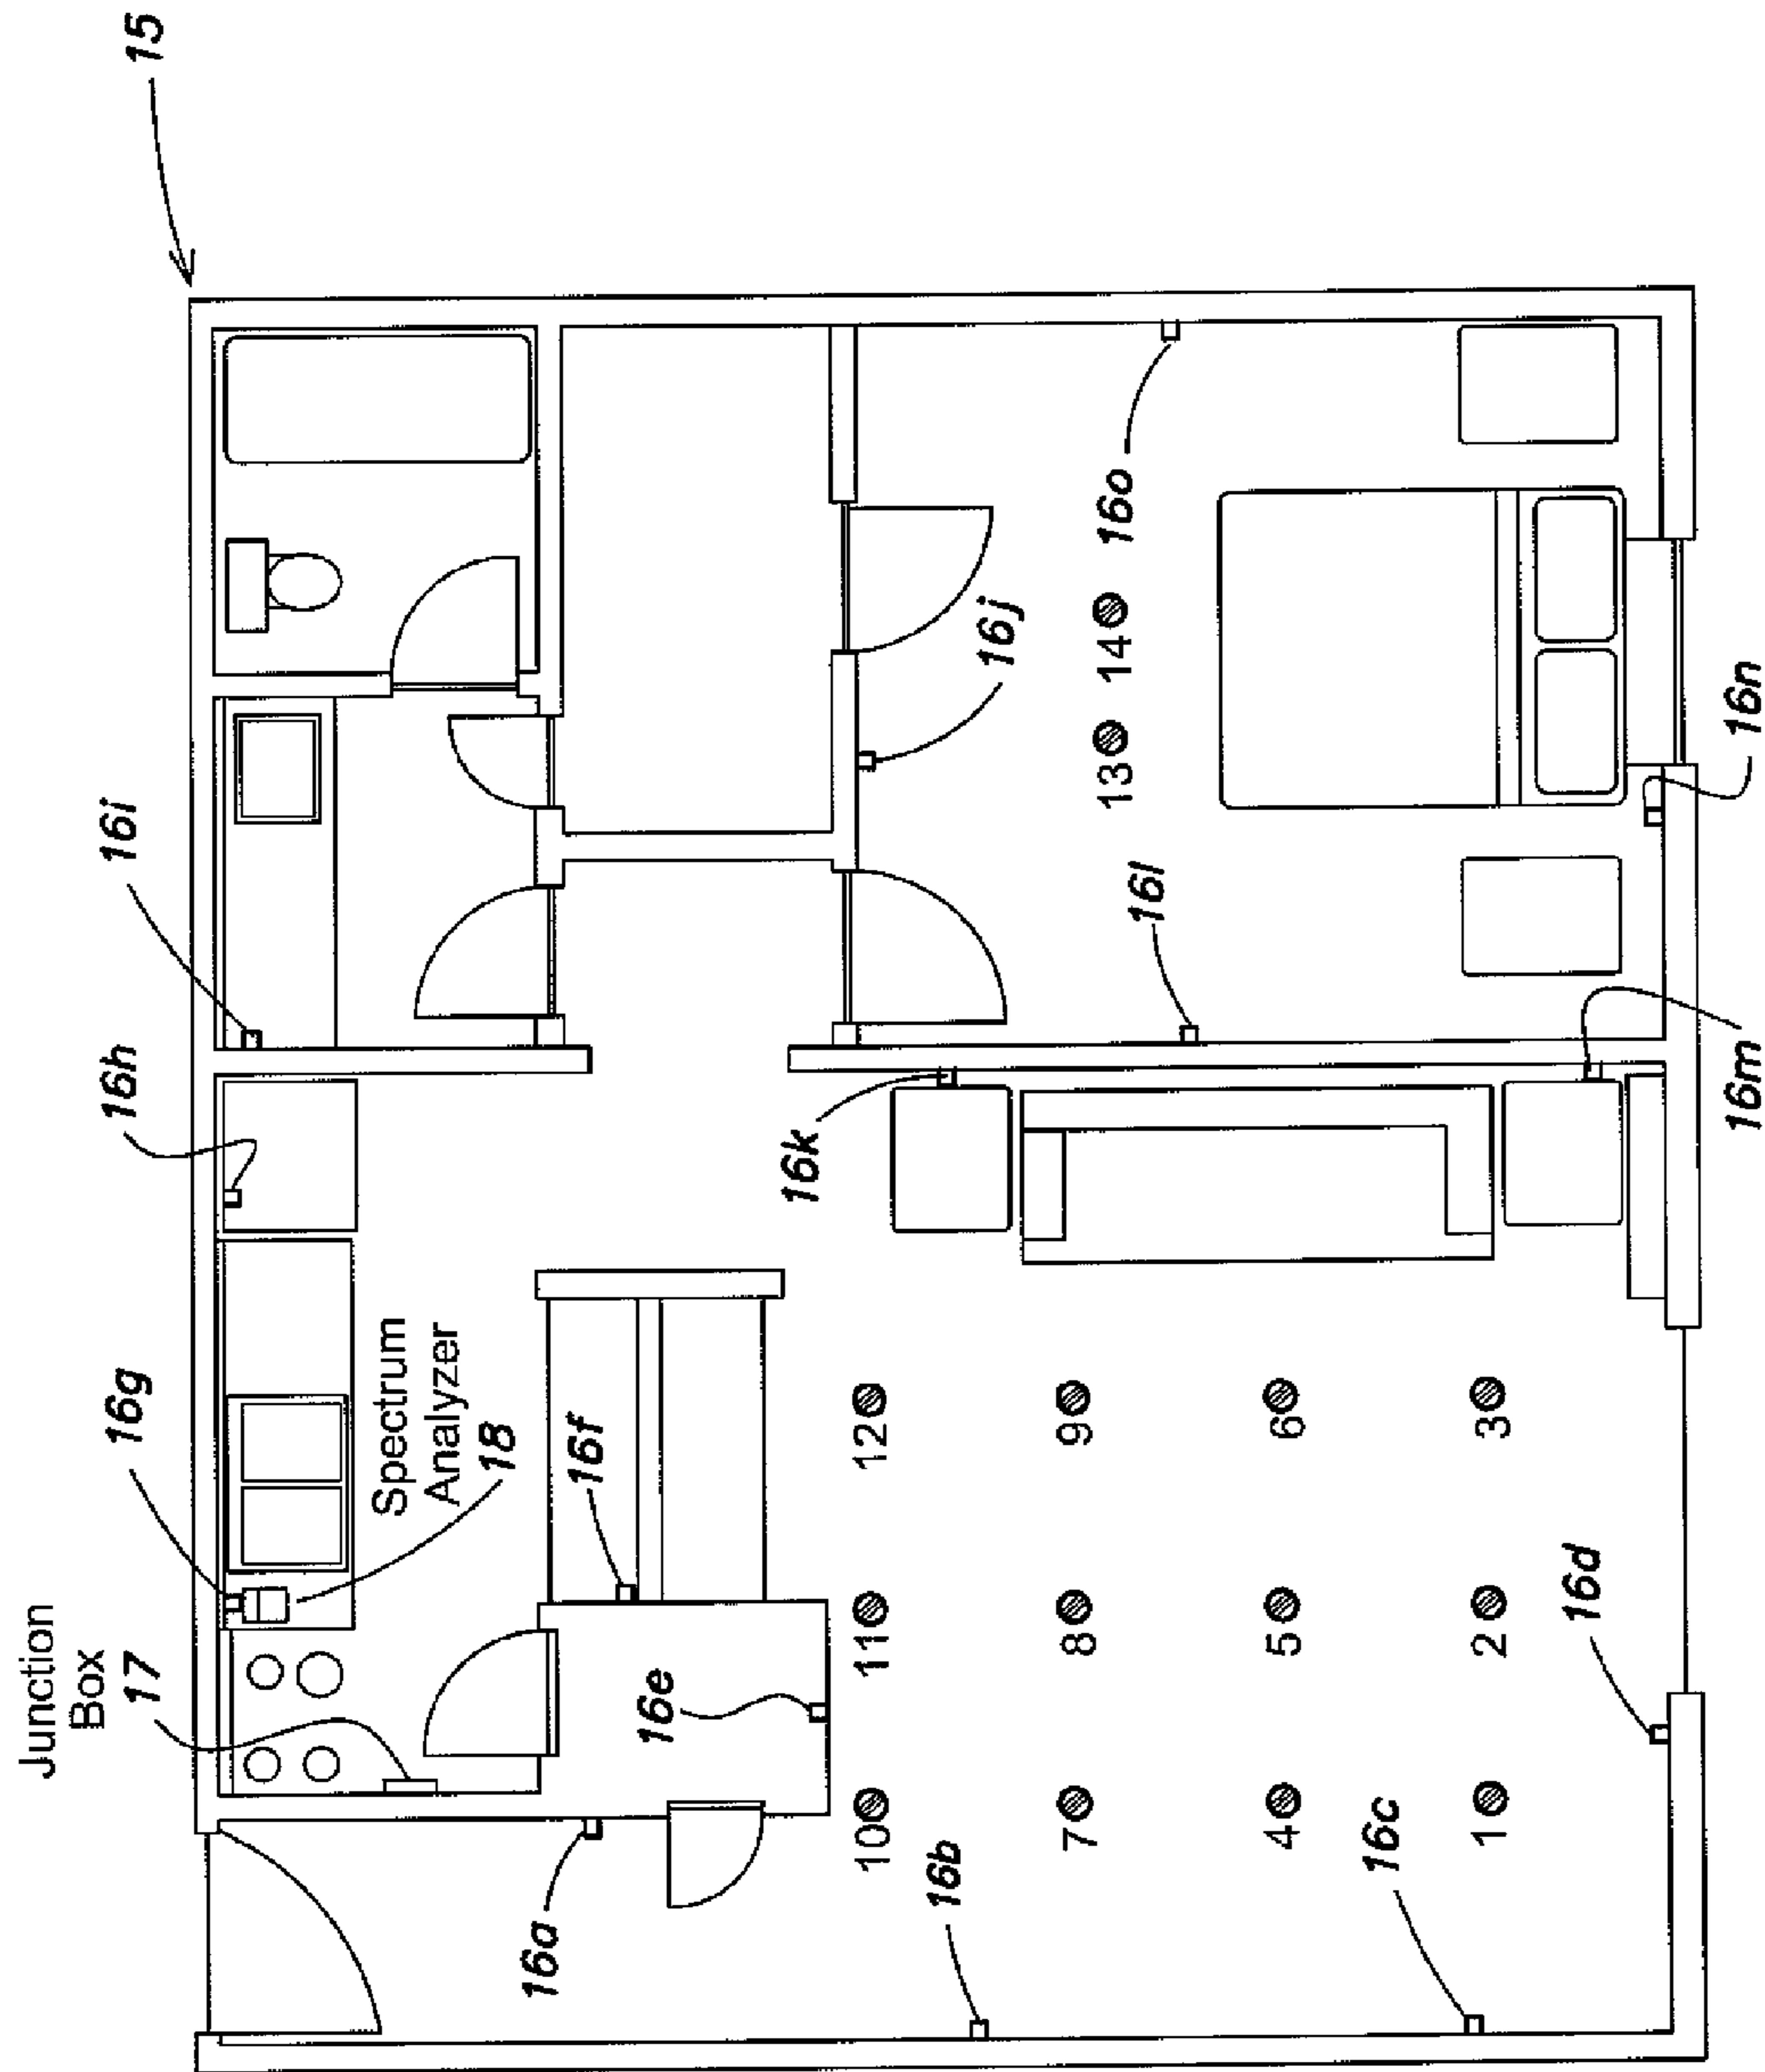 Junction
Box
17
16g
Spectrum
Analyzer
18
16h
16i
15
16a
16f
16e
16j
16k
16b
16l
16o
10
11
12
7
8
9
13
14
4
5
6
16c
1
2
3
16d
16m
16n